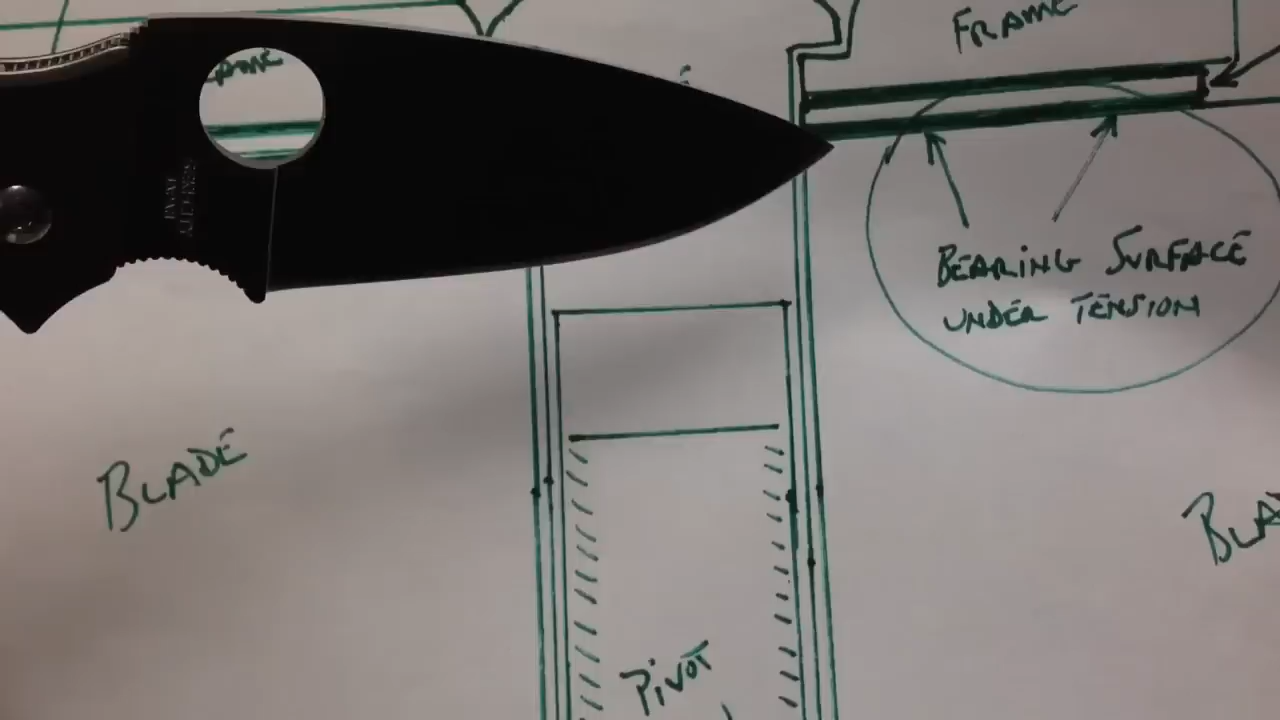 FRAME
BEARING SURFACE
UNDER TENSION
BLADE
PIVOT